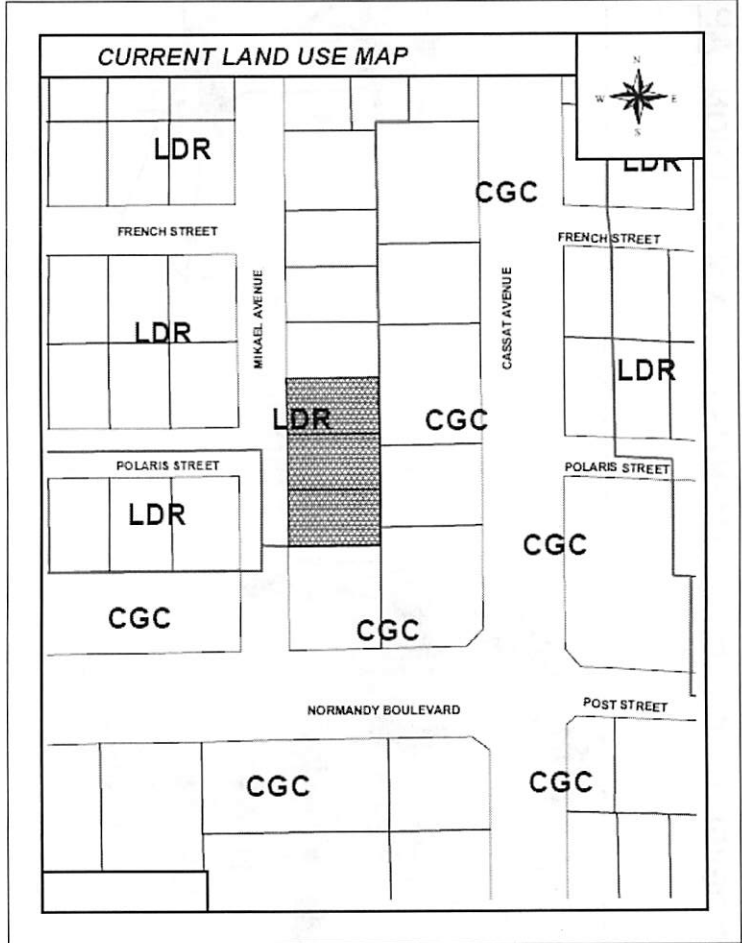 CURRENT LAND USE MAP
N
W E
S
LDR
LDR
CGC
FRENCH STREET
FRENCH STREET
MIKAEL AVENUE
CASSAT AVENUE
LDR
LDR
LDR
CGC
POLARIS STREET
POLARIS STREET
LDR
CGC
CGC
CGC
NORMANDY BOULEVARD
POST STREET
CGC
CGC